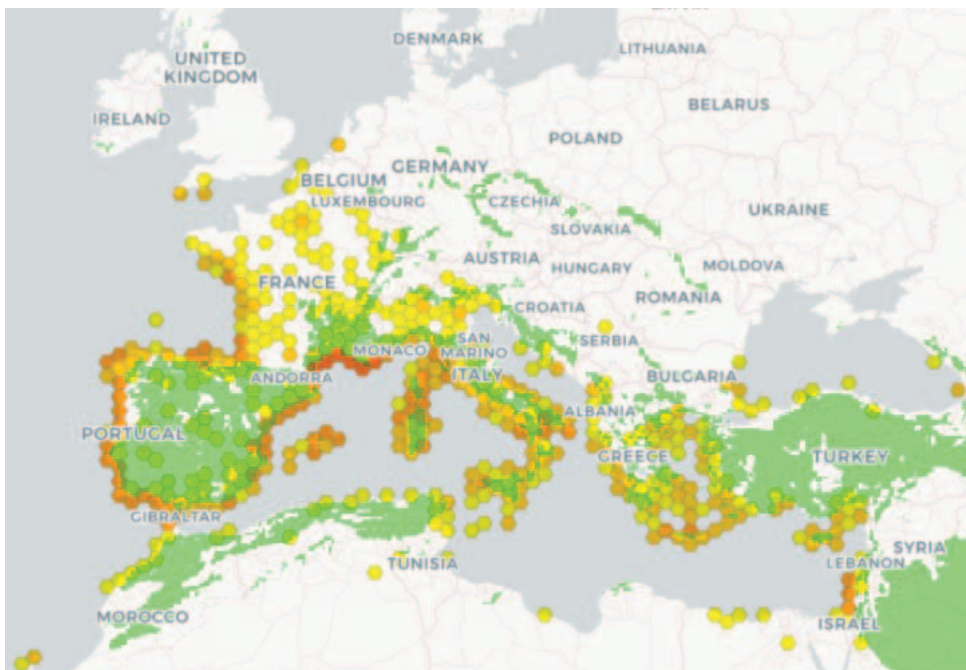 DENMARK
LITHUANIA
UNITED
KINGDOM
BELARUS
IRELAND
POLAND
GERMANY
BELGIUM
LUXEMBOURG
CZECHIA
UKRAINE
SLOVAKIA
AUSTRIA
HUNGARY
MOLDOVA
FRANCE
ROMANIA
CROATIA
SAN
MARINO
MONACO
SERBIA
ITALY
ANDORRA
BULGARIA
ALBANIA
PORTUGAL
GREECE
TURKEY
GIBRALTAR
SYRIA
TUNISIA
LEBANON
MOROCCO
ISRAEL